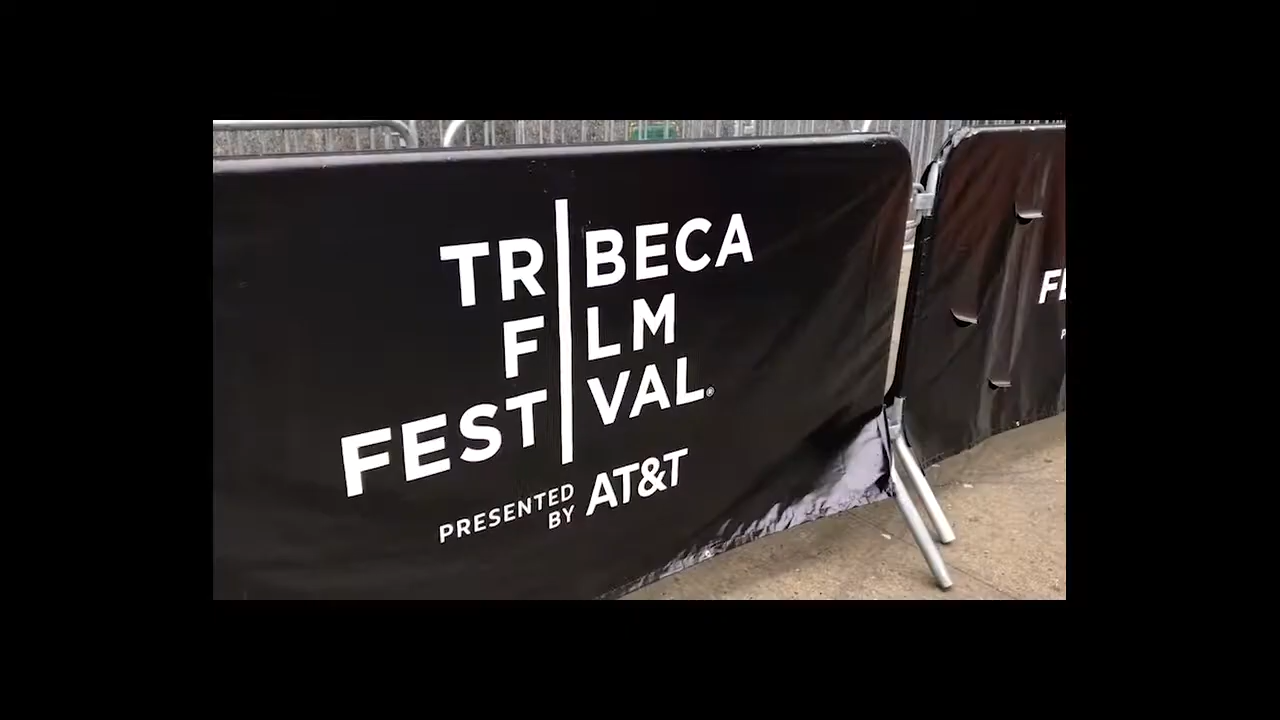 TRIBECA
FILM
FESTIVAL®
PRESENTED
BY AT&T